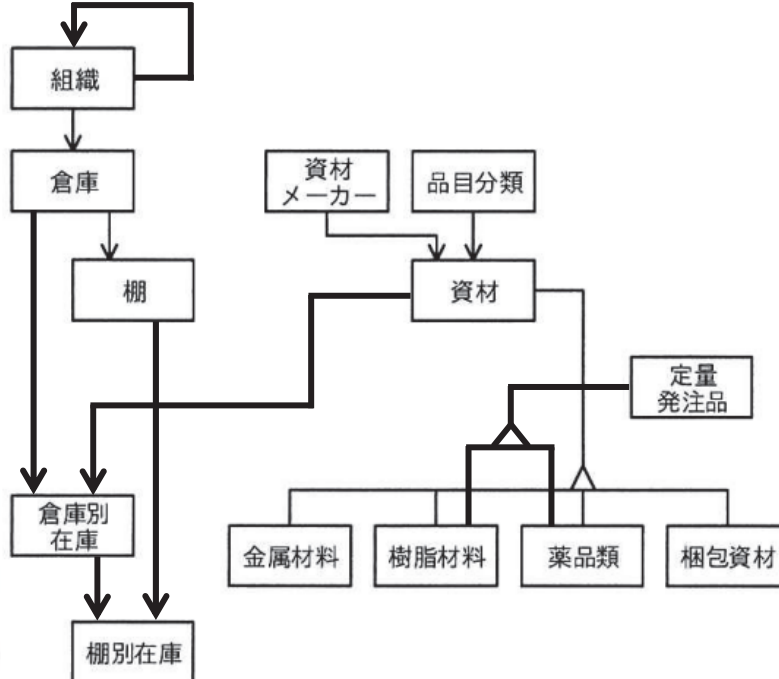 組織
倉庫
資材
メーカー
品目分類
棚
資材
定量
発注品
倉庫別
在庫
金属材料
樹脂材料
薬品類
梱包資材
棚別在庫